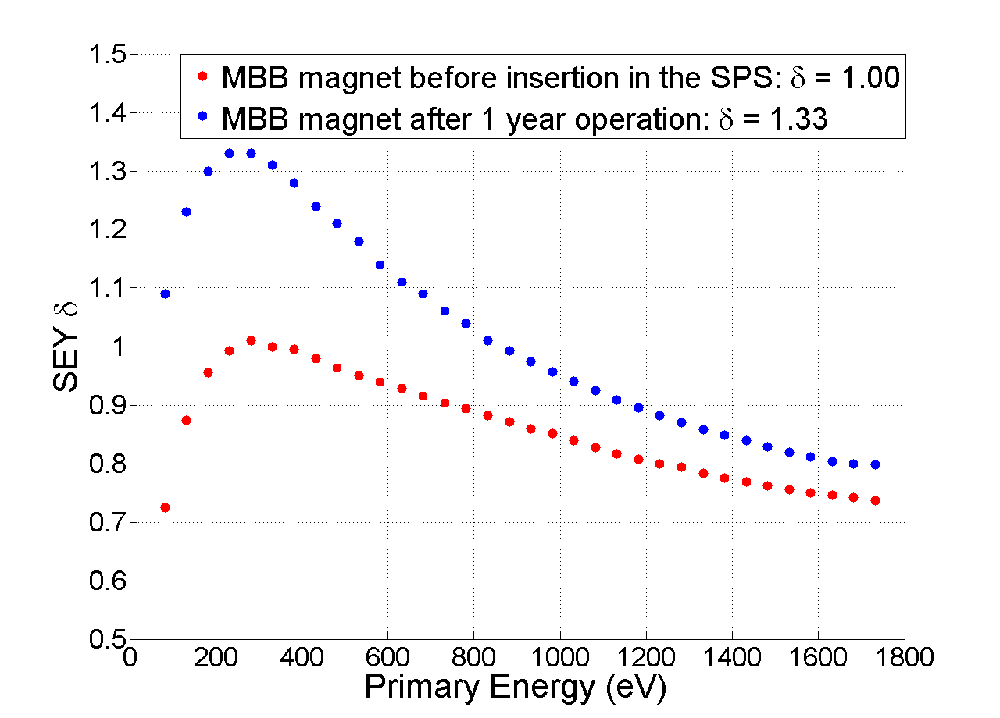 MBB magnet before insertion in the SPS: δ = 1.00
MBB magnet after 1 year operation: δ = 1.33
1.5
1.4
1.3
1.2
1.1
1
0.9
0.8
0.7
0.6
0.5
SEY δ
0 200 400 600 800 1000 1200 1400 1600 1800
Primary Energy (eV)